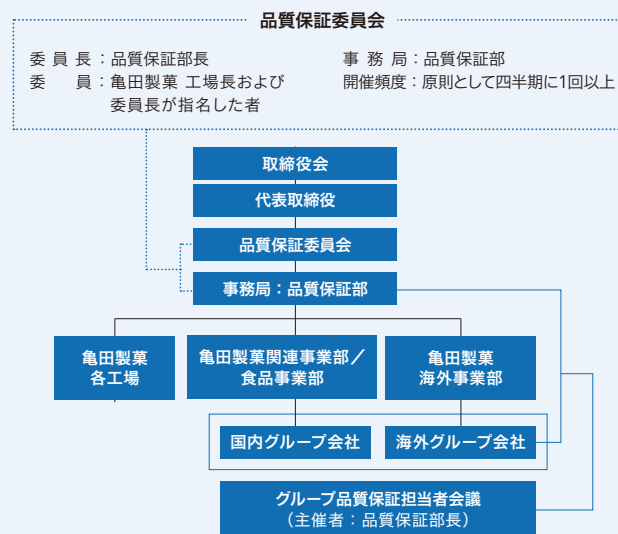 品質保証委員会
委員長：品質保証部長
委員：亀田製菓 工場長および
委員長が指名した者
事務局：品質保証部
開催頻度：原則として四半期に1回以上
取締役会
代表取締役
品質保証委員会
事務局：品質保証部
亀田製菓
各工場
亀田製菓関連事業部／
食品事業部
亀田製菓
海外事業部
国内グループ会社
海外グループ会社
グループ品質保証担当者会議
（主催者：品質保証部長）